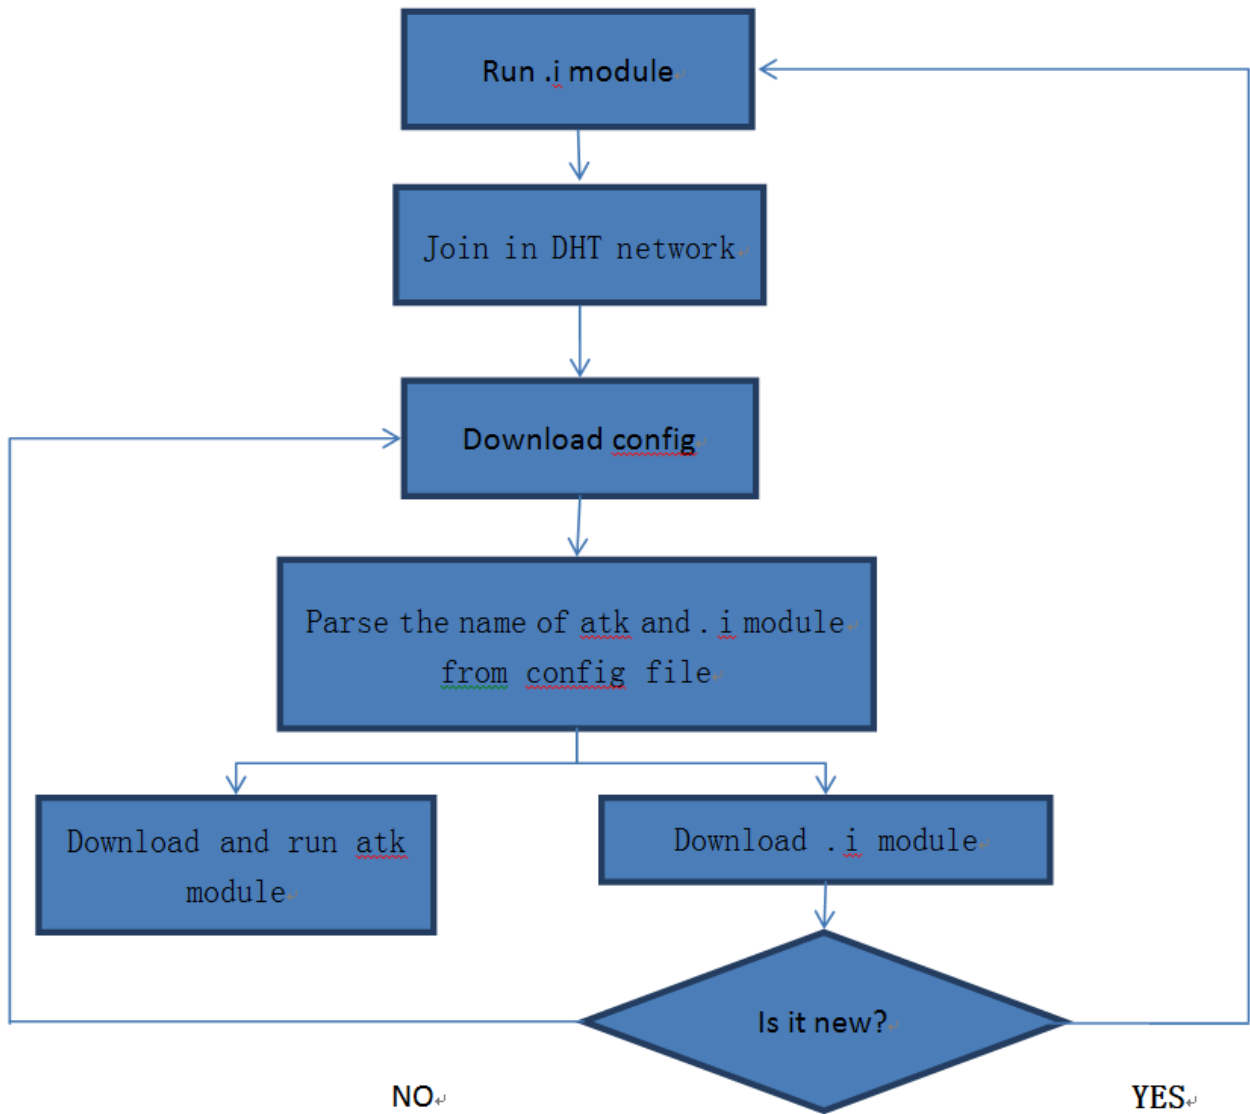 Run .i module
Join in DHT network
Download config
Parse the name of atk and .i module
from config file
Download and run atk
module
Download .i module
Is it new?
NO
YES